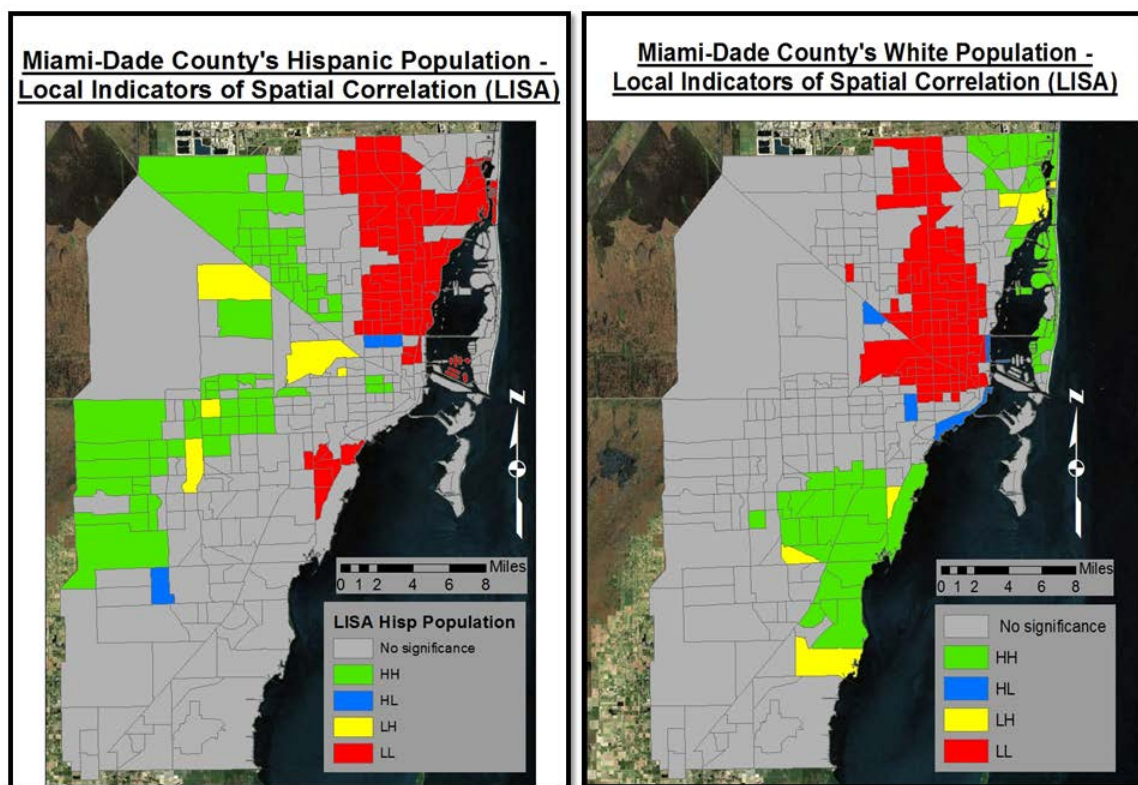 Miami-Dade County's Hispanic Population -
Local Indicators of Spatial Correlation (LISA)
N
Miles
0 1 2 4 6 8
LISA Hisp Population
No significance
HH
HL
LH
LL
Miami-Dade County's White Population -
Local Indicators of Spatial Correlation (LISA)
N
Miles
0 1 2 4 6 8
No significance
HH
HL
LH
LL